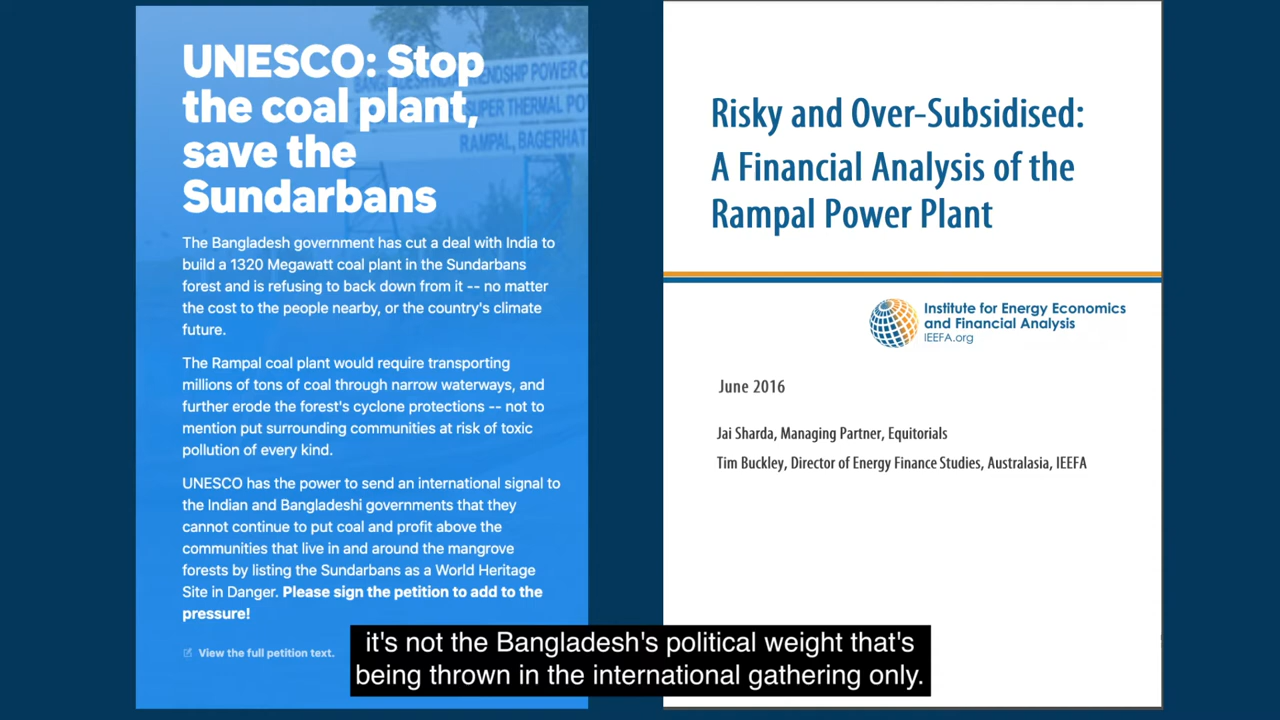 UNESCO: Stop
the coal plant,
save the
Sundarbans
BANGLADESH INDIA FRIENDSHIP POWER C
SUPER THERMAL PO
RAMPAL, BAGERHAT
The Bangladesh government has cut a deal with India to
build a 1320 Megawatt coal plant in the Sundarbans
forest and is refusing to back down from it -- no matter
the cost to the people nearby, or the country's climate
future.
The Rampal coal plant would require transporting
millions of tons of coal through narrow waterways, and
further erode the forest's cyclone protections -- not to
mention put surrounding communities at risk of toxic
pollution of every kind.
UNESCO has the power to send an international signal to
the Indian and Bangladeshi governments that they
cannot continue to put coal and profit above the
communities that live in and around the mangrove
forests by listing the Sundarbans as a World Heritage
Site in Danger. Please sign the petition to add to the
pressure!
View the full petition text.
Risky and Over-Subsidised:
A Financial Analysis of the
Rampal Power Plant
Institute for Energy Economics
and Financial Analysis
IEEFA.org
June 2016
Jai Sharda, Managing Partner, Equitorials
Tim Buckley, Director of Energy Finance Studies, Australasia, IEEFA
it's not the Bangladesh's political weight that's
being thrown in the international gathering only.